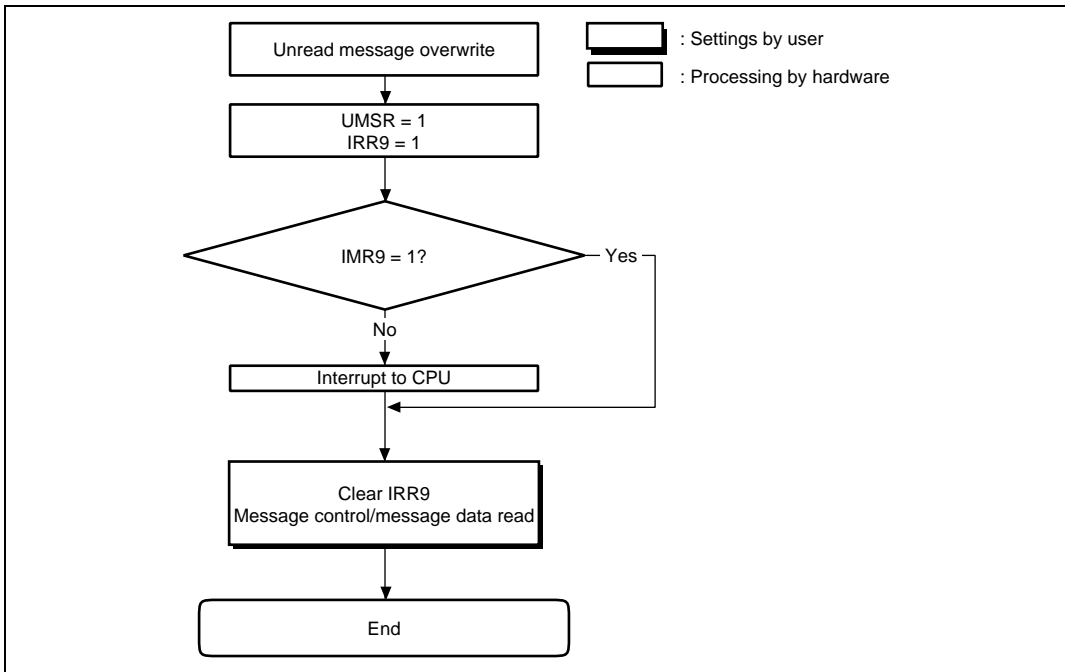 Unread message overwrite
: Settings by user
: Processing by hardware
UMSR = 1
IRR9 = 1
IMR9 = 1?
Yes
No
Interrupt to CPU
Clear IRR9
Message control/message data read
End